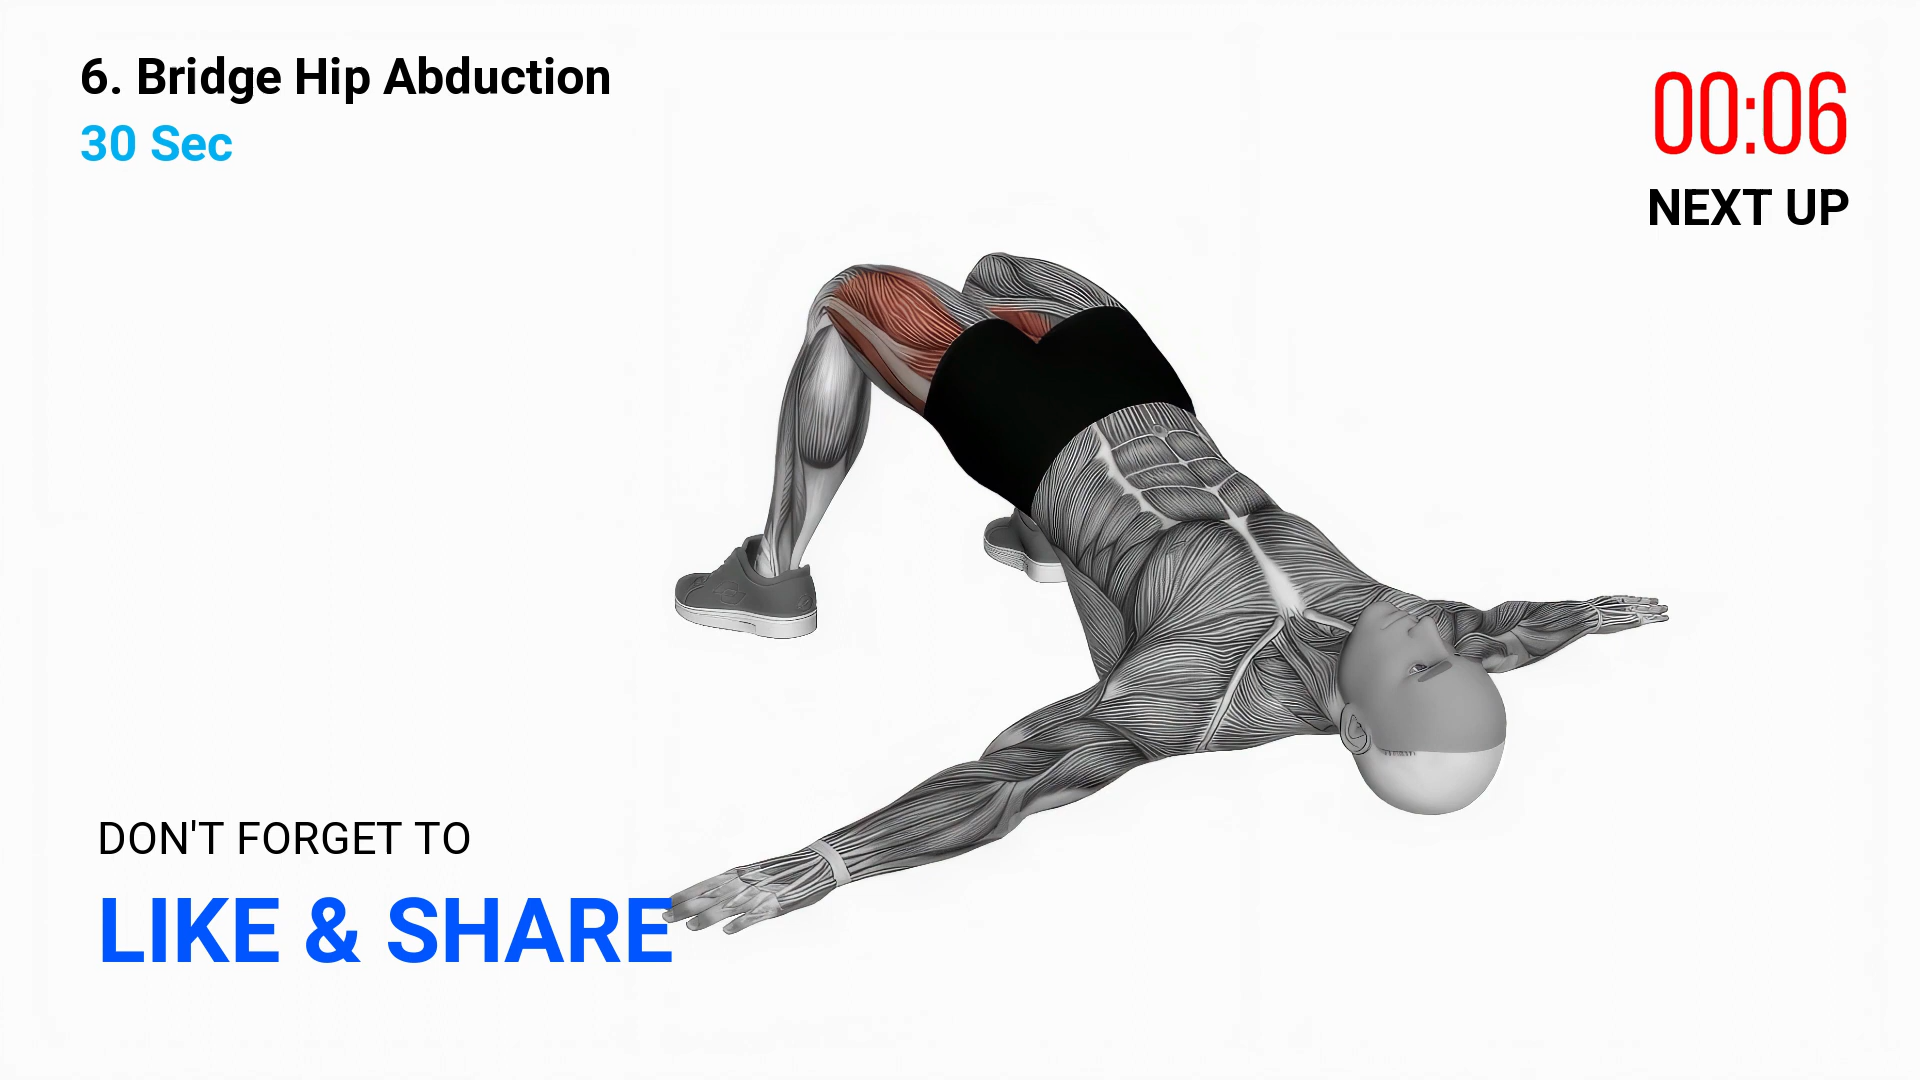 6. Bridge Hip Abduction
30 Sec
00:06
NEXT UP
DON'T FORGET TO
LIKE & SHARE